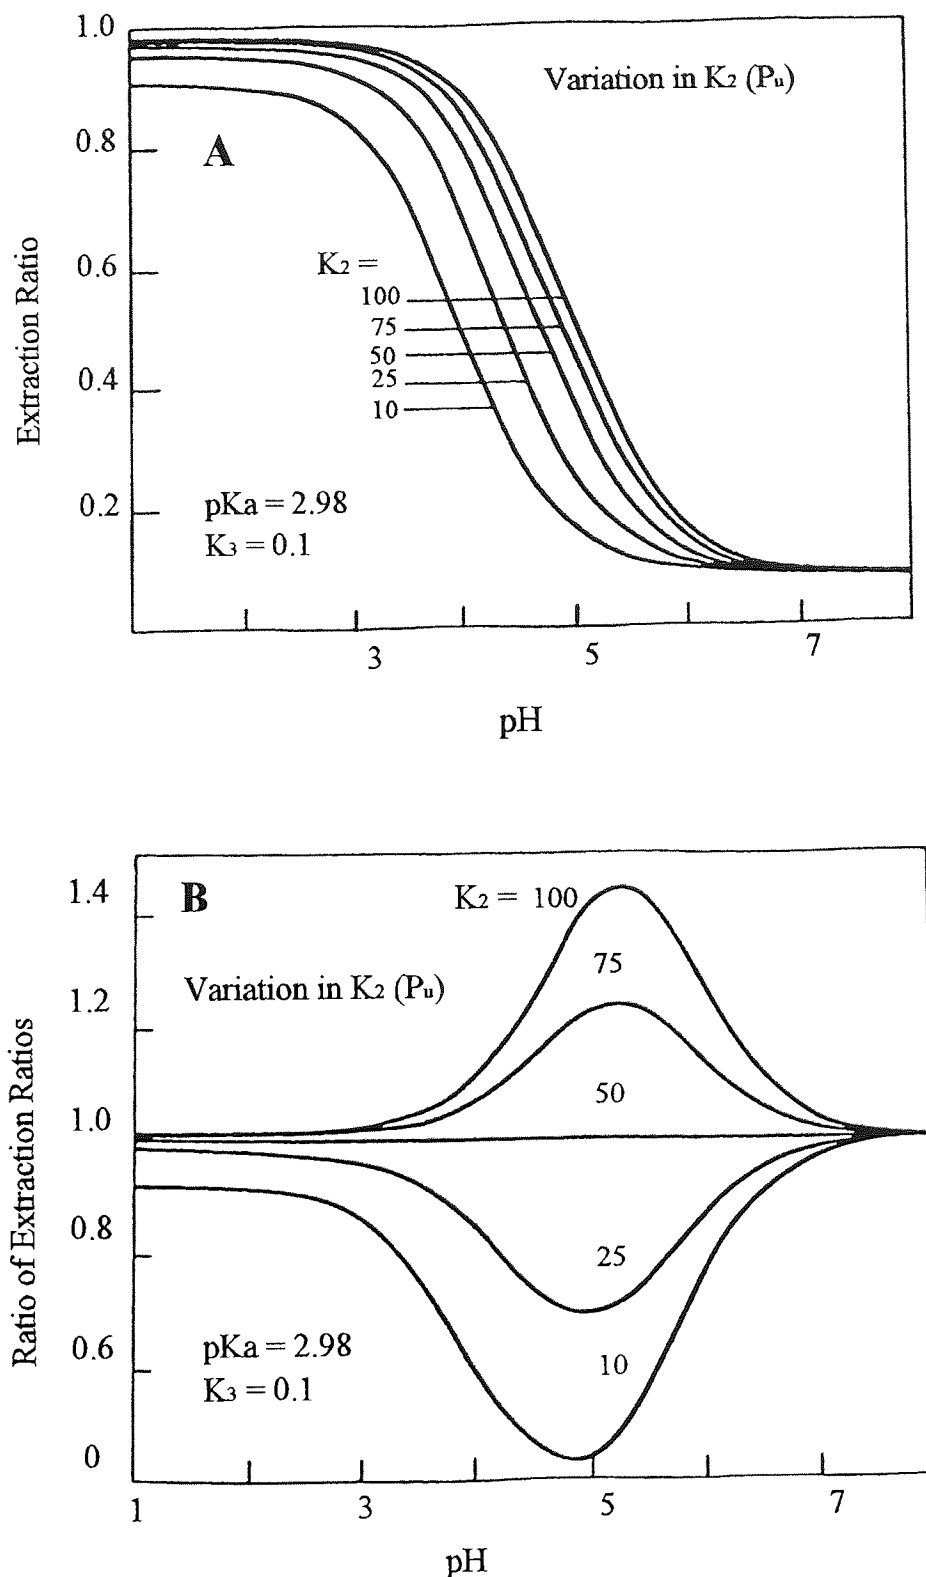 1.0
Variation in K₂ (Pᵤ)
0.8
A
0.6
K₂ =
100
75
50
0.4
25
10
0.2
pKa = 2.98
K₃ = 0.1
Extraction Ratio
3 5 7
pH
1.4
B
K₂ = 100
75
Variation in K₂ (Pᵤ)
1.2
50
1.0
0.8
25
pKa = 2.98
0.6
10
K₃ = 0.1
0
Ratio of Extraction Ratios
1 3 5 7
pH